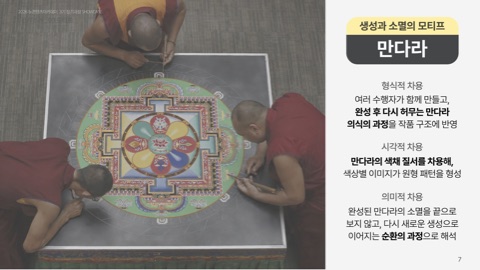 생성과 소멸의 모티프
만다라
형식적 차용
여러 수행자가 함께 만들고,
완성 후 다시 허무는 만다라
의식의 과정을 작품 구조에 반영
시각적 차용
만다라의 색채 질서를 차용해,
색상별 이미지가 원형 패턴을 형성
의미적 차용
완성된 만다라의 소멸을 끝으로
보지 않고, 다시 새로운 생성으로
이어지는 순환의 과정으로 해석
7